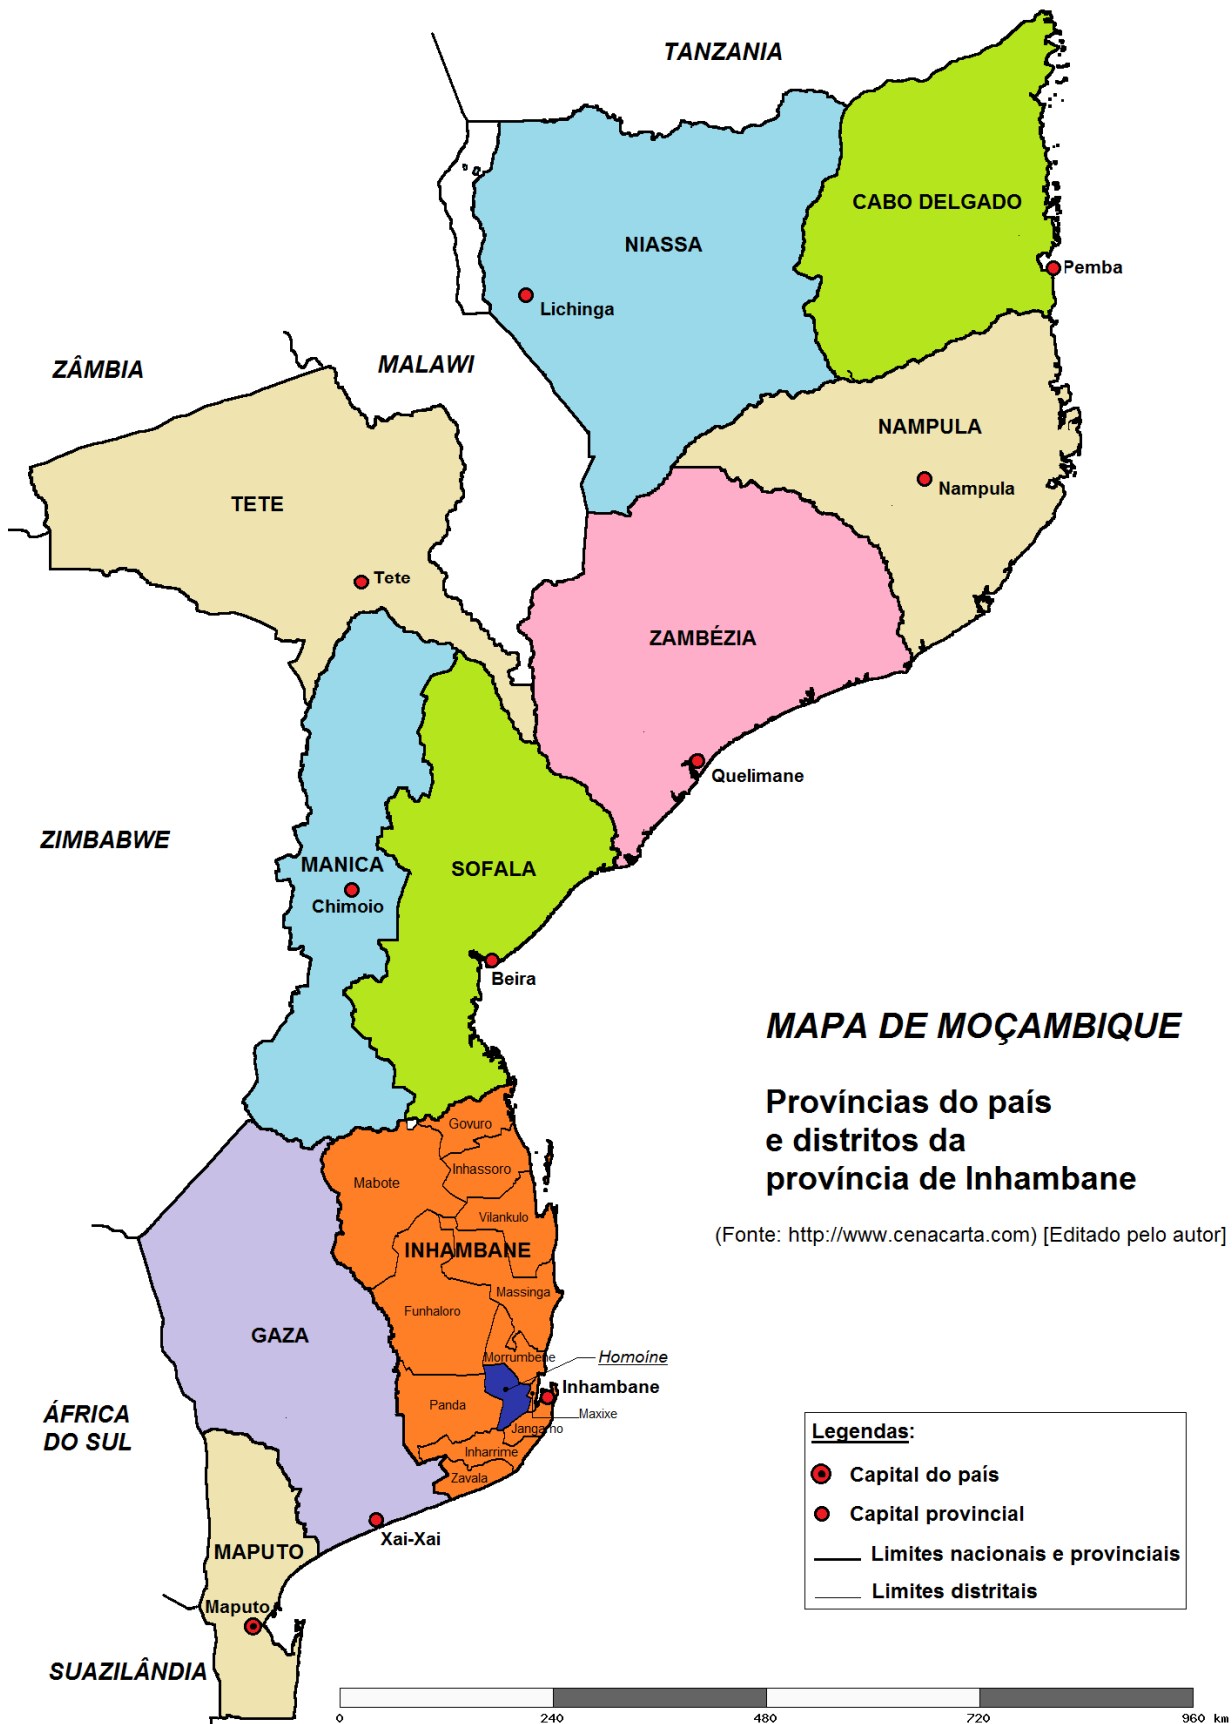 TANZANIA
CABO DELGADO
NIASSA
Pemba
Lichinga
ZÂMBIA
MALAWI
NAMPULA
Nampula
TETE
Tete
ZAMBÉZIA
Quelimane
ZIMBABWE
MANICA
Chimoio
SOFALA
Beira
MAPA DE MOÇAMBIQUE
Províncias do país
e distritos da
província de Inhambane
(Fonte: http://www.cenacarta.com) [Editado pelo autor]
Govuro
Inhassoro
Mabote
Vilankulo
INHAMBANE
Massinga
Funhaloro
GAZA
Morrumbene
Homoíne
Inhambane
Panda
Maxixe
Jangamo
Inharrime
Zavala
ÁFRICA
DO SUL
Xai-Xai
MAPUTO
Maputo
SUAZILÂNDIA
Legendas:
Capital do país
Capital provincial
Limites nacionais e provinciais
Limites distritais
0 240 480 720 960 km